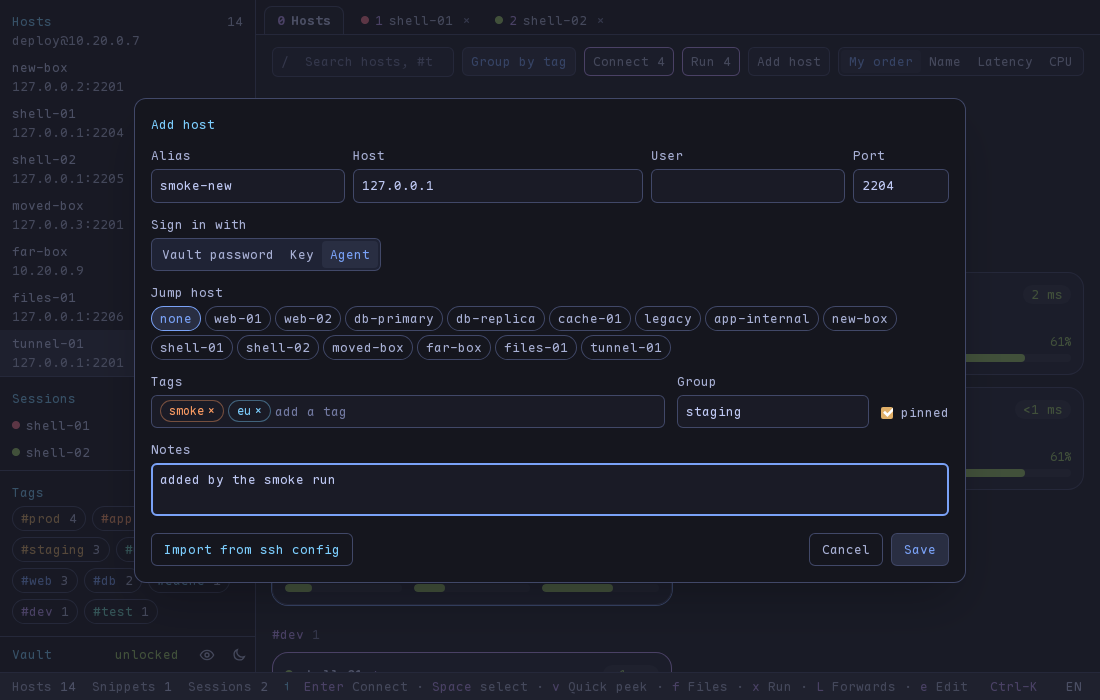 Hosts 14
deploy@10.20.0.7
new-box
127.0.0.2:2201
shell-01
127.0.0.1:2204
shell-02
127.0.0.1:2205
moved-box
127.0.0.3:2201
far-box
10.20.0.9
files-01
127.0.0.1:2206
tunnel-01
127.0.0.1:2201
Sessions
shell-01
shell-02
Tags
#prod 4 #app
#staging 3 #
#web 3 #db 2
#dev 1 #test 1
Vault unlocked
0 Hosts 1 shell-01 × 2 shell-02 ×
/ Search hosts, #t Group by tag Connect 4 Run 4 Add host My order Name Latency CPU
2 ms
61%
<1 ms
61%
Add host
Alias Host User Port
smoke-new 127.0.0.1 2204
Sign in with
Vault password Key Agent
Jump host
none web-01 web-02 db-primary db-replica cache-01 legacy app-internal new-box
shell-01 shell-02 moved-box far-box files-01 tunnel-01
Tags Group
smoke × eu × add a tag staging pinned
Notes
added by the smoke run
Import from ssh config Cancel Save
#dev 1
Hosts 14 Snippets 1 Sessions 2 ↑ Enter Connect · Space select · v Quick peek · f Files · x Run · L Forwards · e Edit Ctrl-K EN